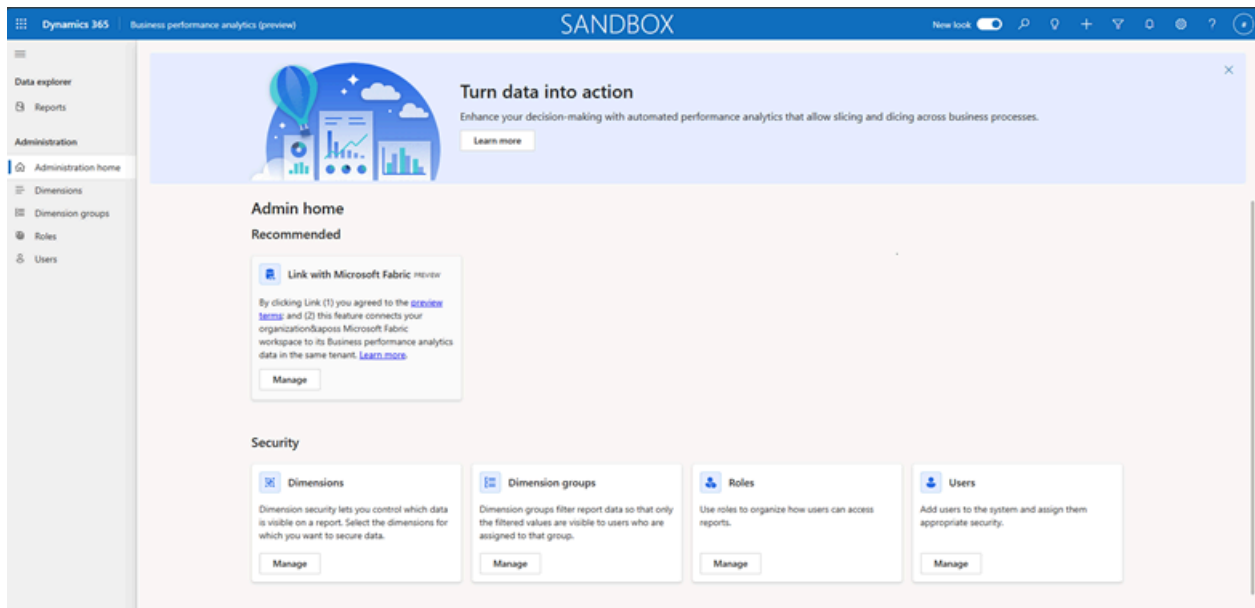 Dynamics 365 Business performance analytics (preview) SANDBOX New look
Data explorer
Reports
Administration
Administration home
Dimensions
Dimension groups
Roles
Users
Turn data into action
Enhance your decision-making with automated performance analytics that allow slicing and dicing across business processes.
Learn more
Admin home
Recommended
Link with Microsoft Fabric PREVIEW
By clicking Link (1) you agreed to the preview
terms; and (2) this feature connects your
organization&aposs Microsoft Fabric
workspace to its Business performance analytics
data in the same tenant. Learn more.
Manage
Security
Dimensions
Dimension security lets you control which data
is visible on a report. Select the dimensions for
which you want to secure data.
Manage
Dimension groups
Dimension groups filter report data so that only
the filtered values are visible to users who are
assigned to that group.
Manage
Roles
Use roles to organize how users can access
reports.
Manage
Users
Add users to the system and assign them
appropriate security.
Manage